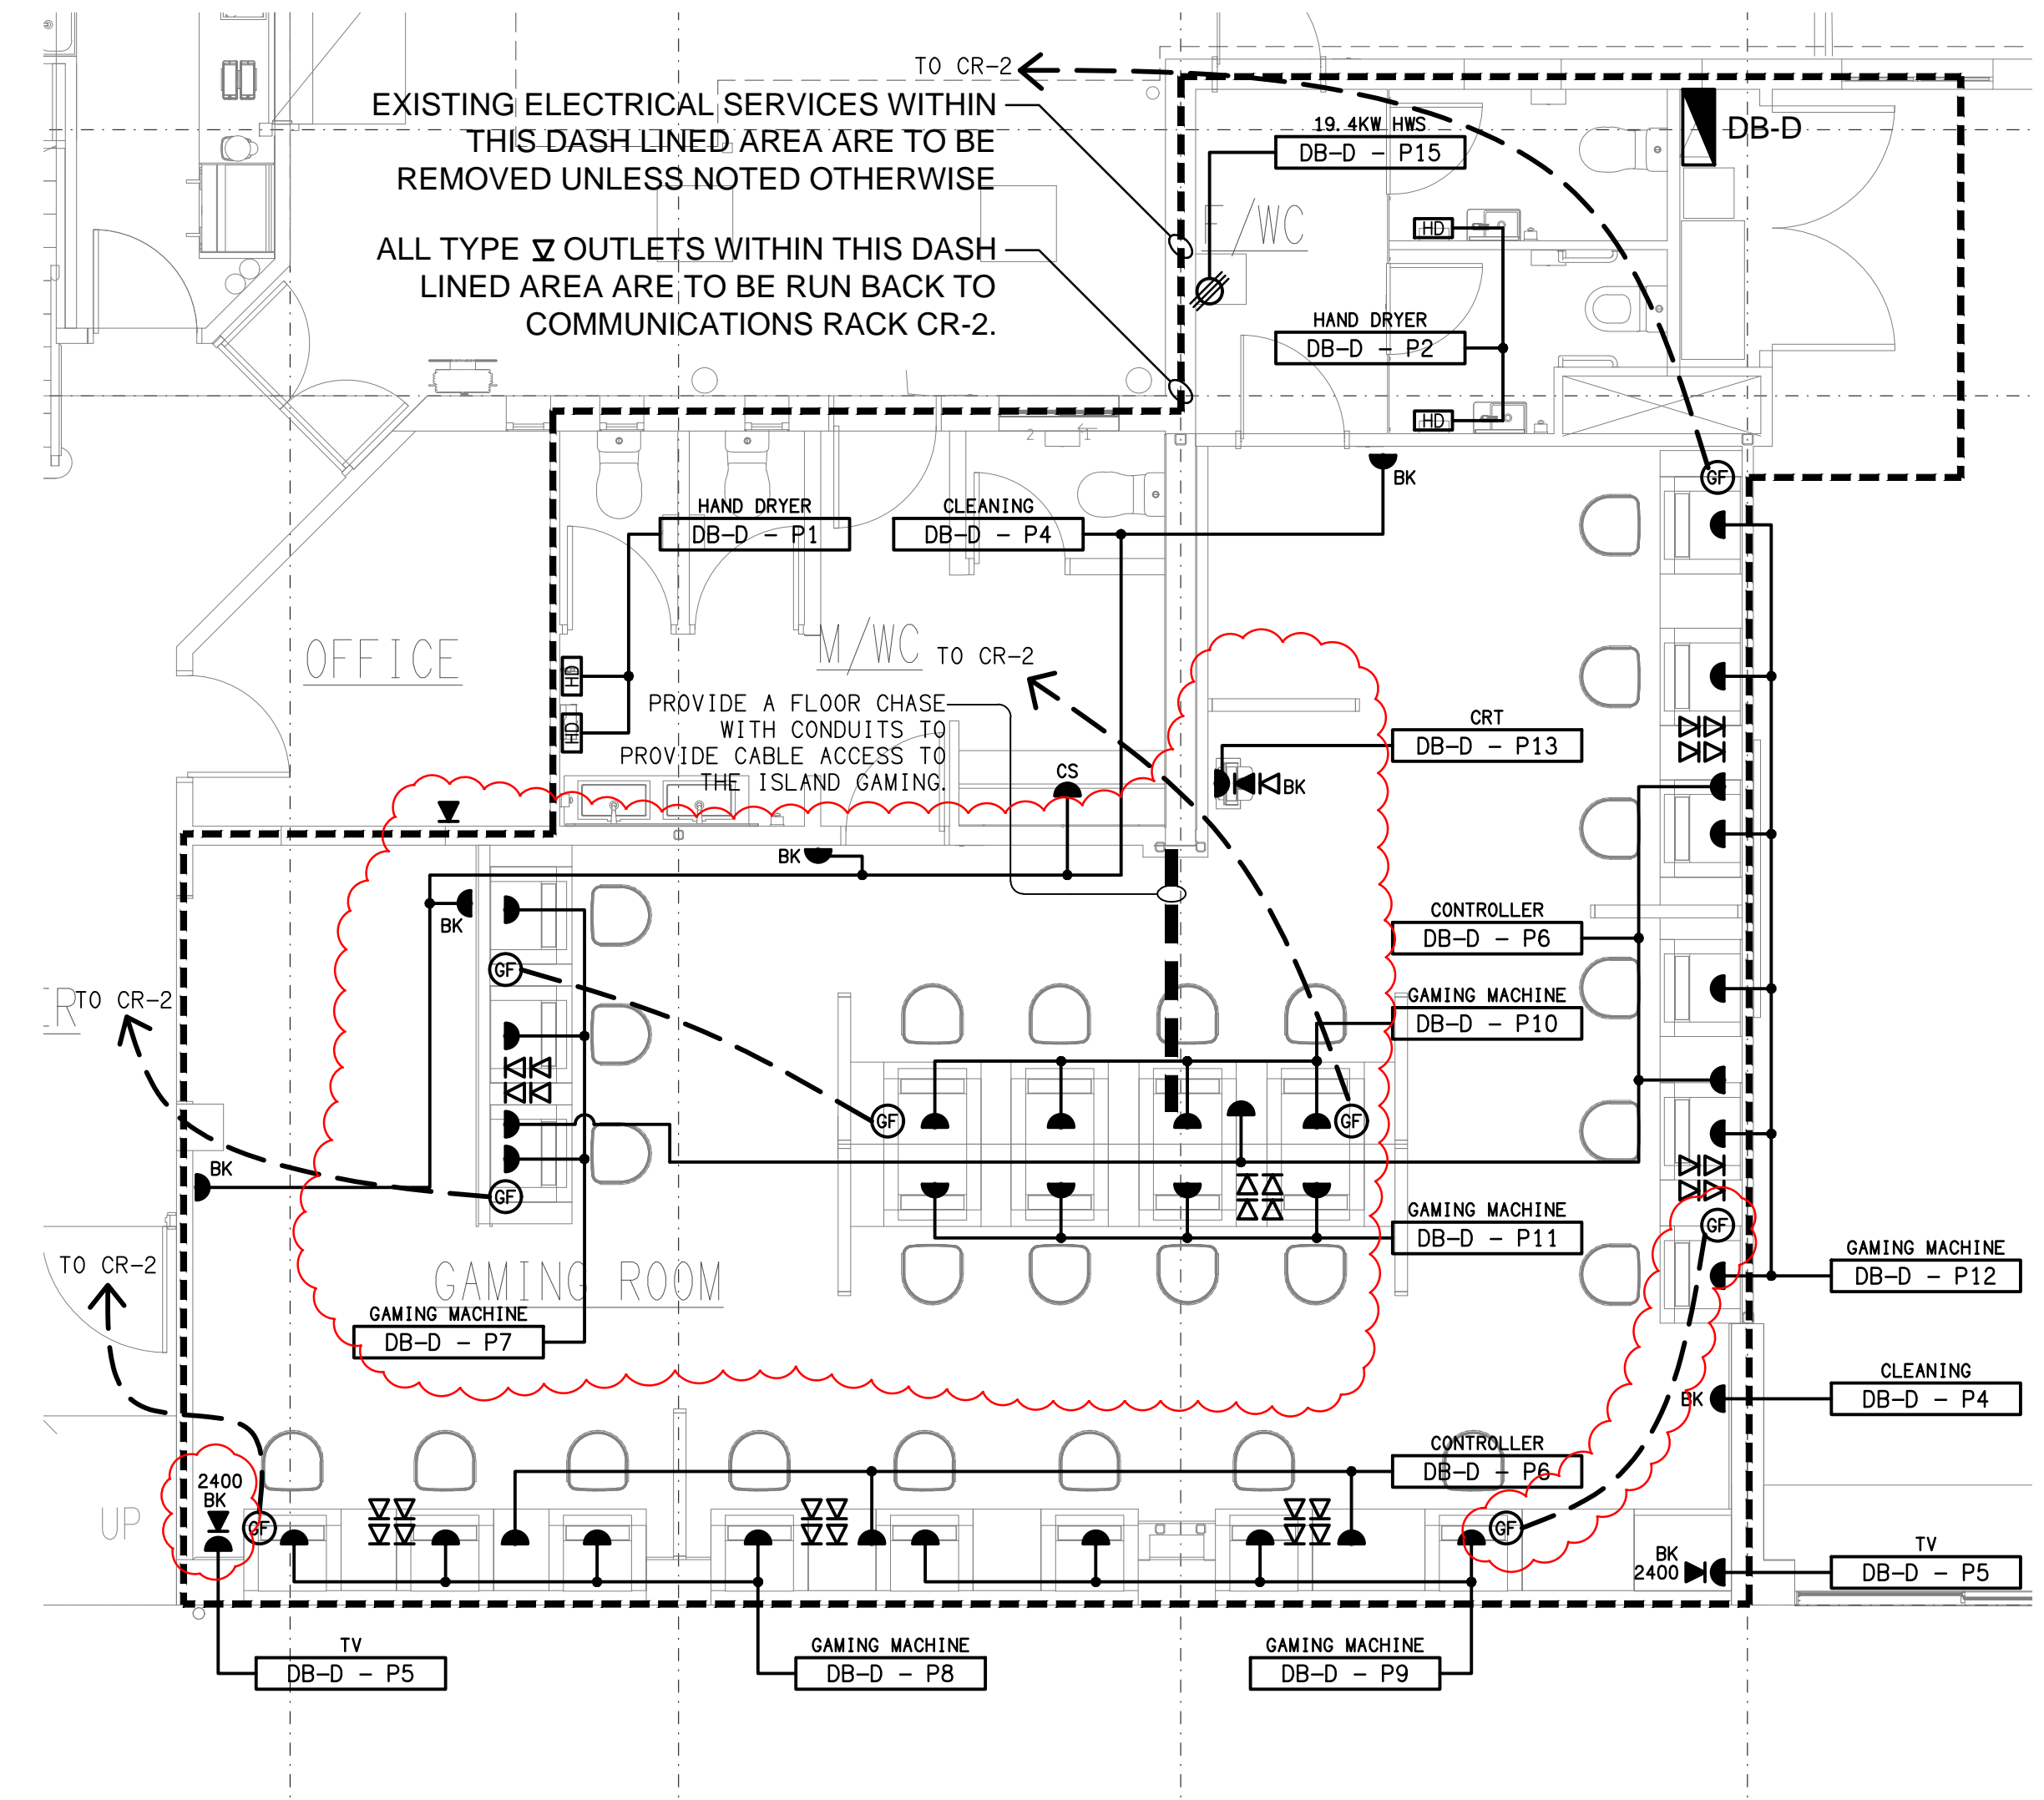 TO CR-2
EXISTING ELECTRICAL SERVICES WITHIN
THIS DASH LINED AREA ARE TO BE
REMOVED UNLESS NOTED OTHERWISE
19.4KW HWS
DB-D - P15
DB-D
F/WC
HD
ALL TYPE OUTLETS WITHIN THIS DASH
LINED AREA ARE TO BE RUN BACK TO
COMMUNICATIONS RACK CR-2.
HAND DRYER
DB-D - P2
HD
BK
GF
HAND DRYER
DB-D - P1
CLEANING
DB-D - P4
OFFICE
M/WC
TO CR-2
HD
HD
PROVIDE A FLOOR CHASE
WITH CONDUITS TO
PROVIDE CABLE ACCESS TO
THE ISLAND GAMING.
CS
CRT
DB-D - P13
BK
BK
BK
CONTROLLER
DB-D - P6
GF
TO CR-2
GAMING MACHINE
DB-D - P10
GF
GF
BK
GF
GAMING MACHINE
DB-D - P11
GF
TO CR-2
GAMING ROOM
GAMING MACHINE
DB-D - P12
GAMING MACHINE
DB-D - P7
CLEANING
DB-D - P4
BK
CONTROLLER
DB-D - P6
2400
BK
UP
GF
GF
BK
2400
TV
DB-D - P5
TV
DB-D - P5
GAMING MACHINE
DB-D - P8
GAMING MACHINE
DB-D - P9